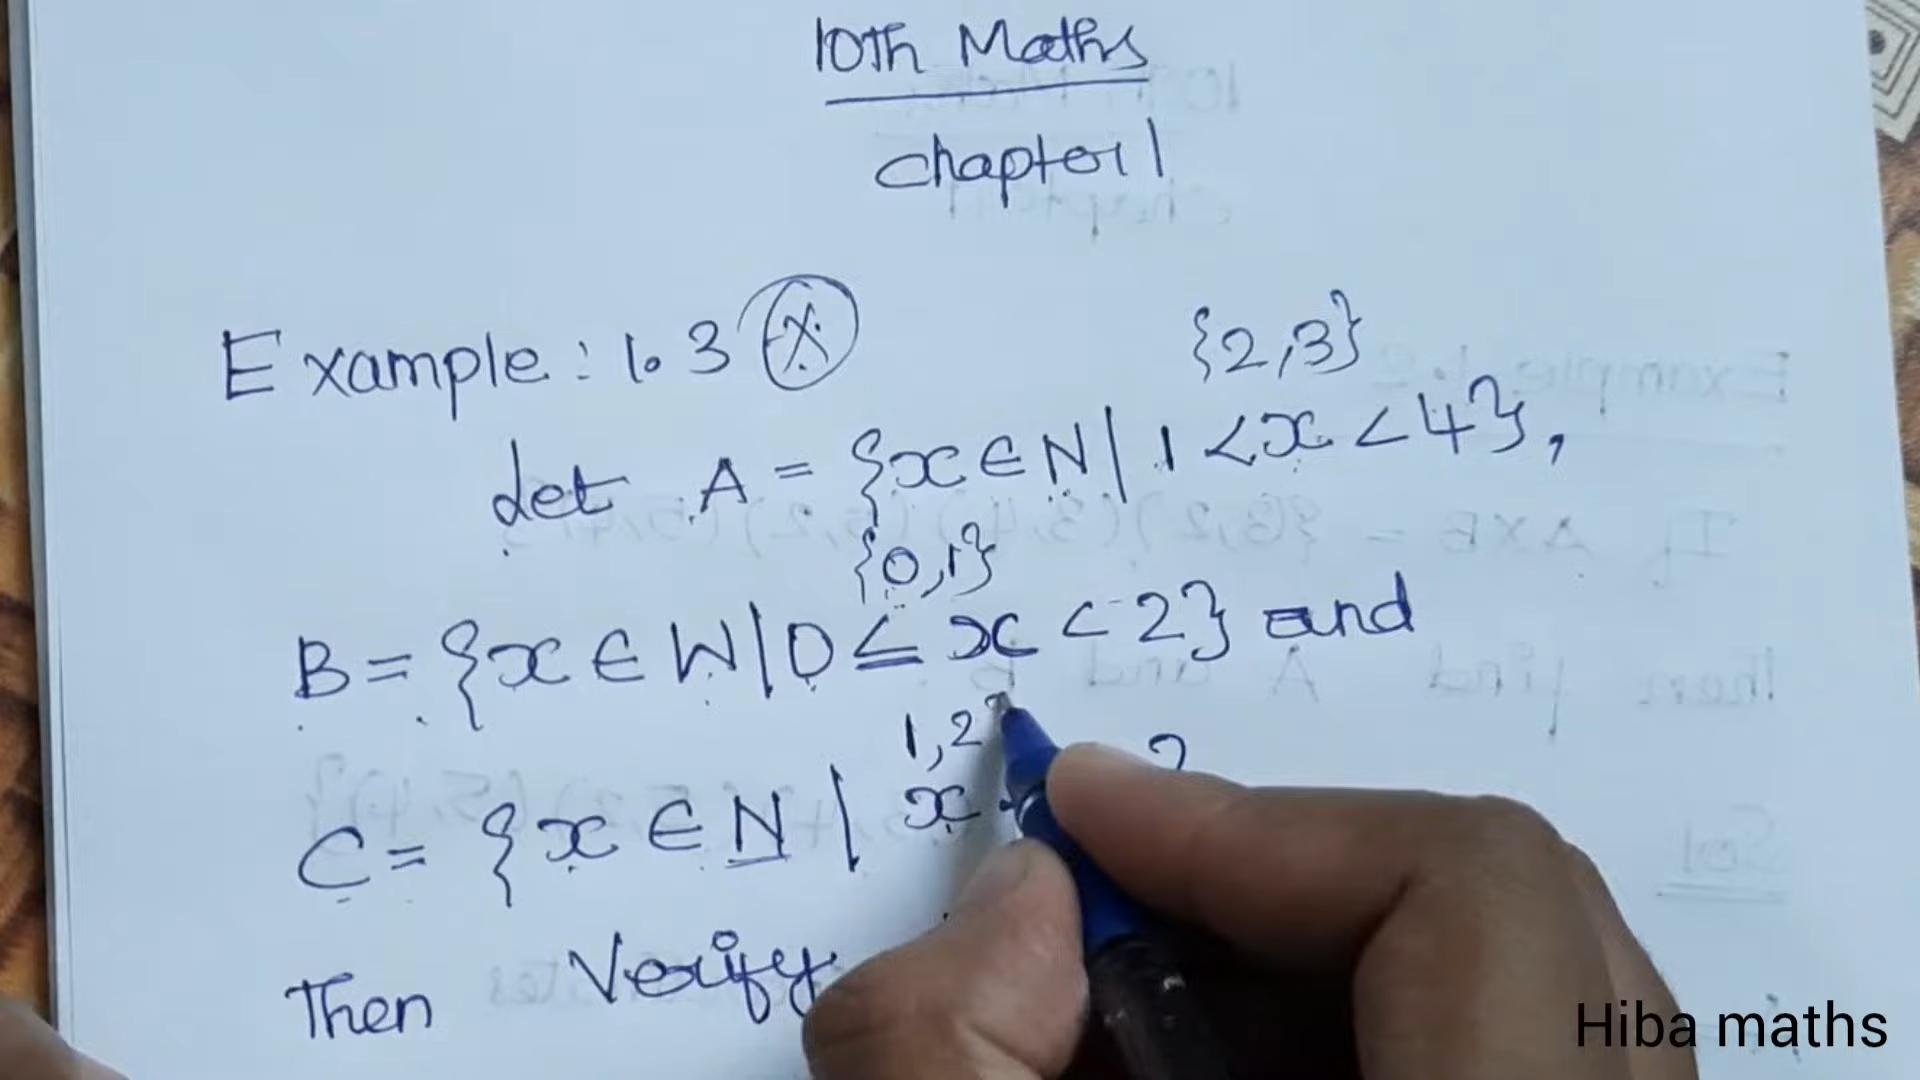 10th Maths
Chapter 1
Example: 1.3
{2,3}
Let A = {x ∈ N | 1 < x < 4},
{0,1}
B = {x ∈ W | 0 ≤ x < 2} and
1,2
C = {x ∈ N | x
Then Verify
Hiba maths